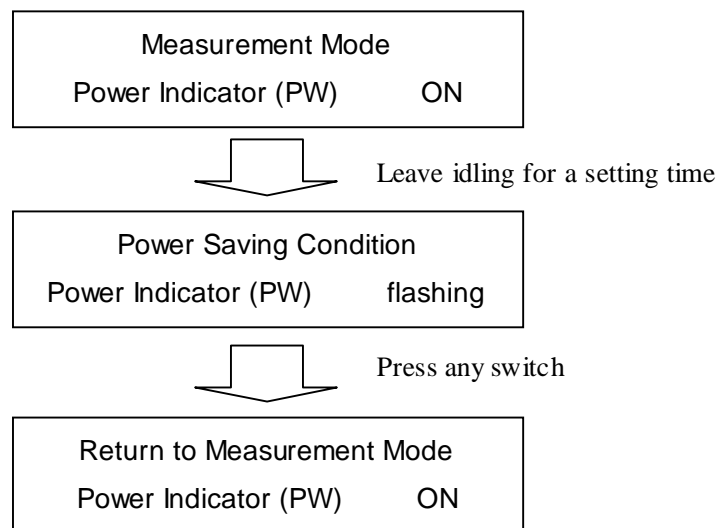 Measurement Mode
Power Indicator (PW) ON
Leave idling for a setting time
Power Saving Condition
Power Indicator (PW) flashing
Press any switch
Return to Measurement Mode
Power Indicator (PW) ON